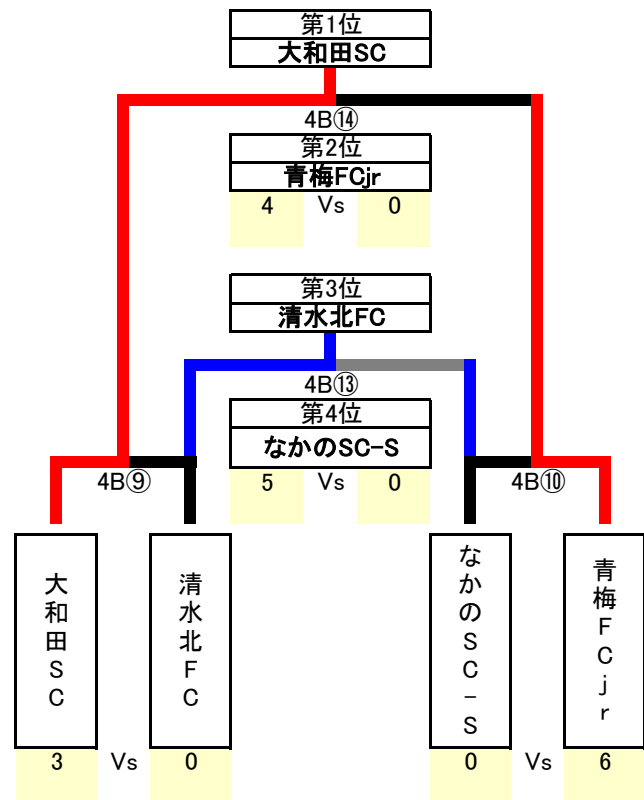 第1位
大和田SC
4B⑭
第2位
青梅FCjr
4 Vs 0
第3位
清水北FC
4B⑬
第4位
なかのSC-S
5 Vs 0
4B⑨ 4B⑩
大和田SC
清水北FC
なかのSC-S
青梅FCjr
3 Vs 0 0 Vs 6